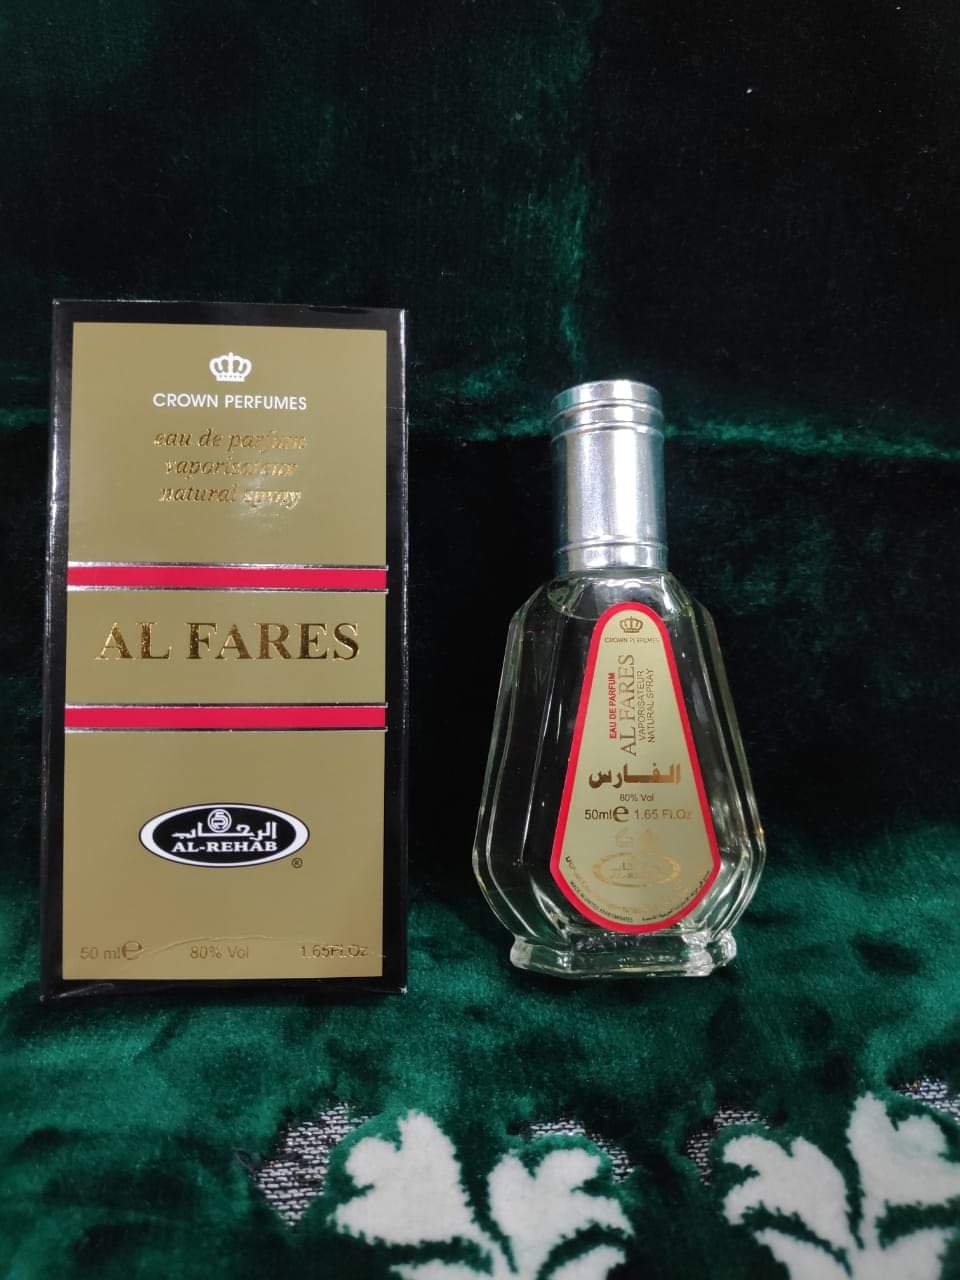 CROWN PERFUMES
eau de parfum
vaporisateur
natural spray
AL FARES
الرحاب
AL-REHAB
®
50 ml℮ 80% Vol 1.65Fl.Oz
CROWN PERFUMES
EAU DE PARFUM
AL FARES
VAPORISATEUR
NATURAL SPRAY
الفارس
80% Vol
50ml℮ 1.65 Fl.Oz